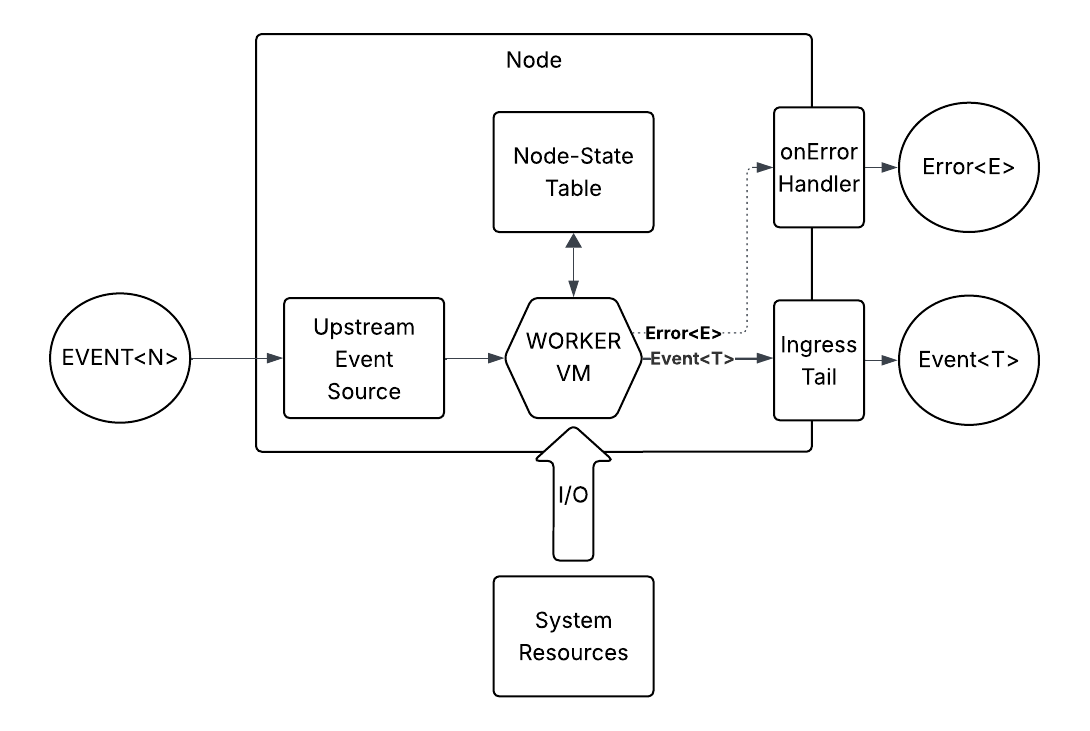 Node
Node-State
Table
onError
Handler
Error<E>
EVENT<N>
Upstream
Event
Source
WORKER
VM
Error<E>
Event<T>
Ingress
Tail
Event<T>
I/O
System
Resources